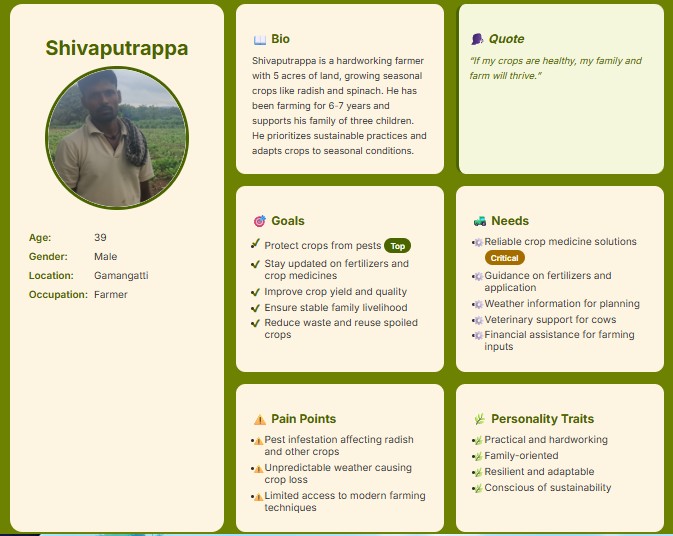 Shivaputrappa
Age: 39
Gender: Male
Location: Gamangatti
Occupation: Farmer
Bio
Shivaputrappa is a hardworking farmer
with 5 acres of land, growing seasonal
crops like radish and spinach. He has
been farming for 6-7 years and
supports his family of three children.
He prioritizes sustainable practices and
adapts crops to seasonal conditions.
Quote
“If my crops are healthy, my family and
farm will thrive.”
Goals
Protect crops from pests Top
Stay updated on fertilizers and
crop medicines
Improve crop yield and quality
Ensure stable family livelihood
Reduce waste and reuse spoiled
crops
Needs
Reliable crop medicine solutions
Critical
Guidance on fertilizers and
application
Weather information for planning
Veterinary support for cows
Financial assistance for farming
inputs
Pain Points
Pest infestation affecting radish
and other crops
Unpredictable weather causing
crop loss
Limited access to modern farming
techniques
Personality Traits
Practical and hardworking
Family-oriented
Resilient and adaptable
Conscious of sustainability